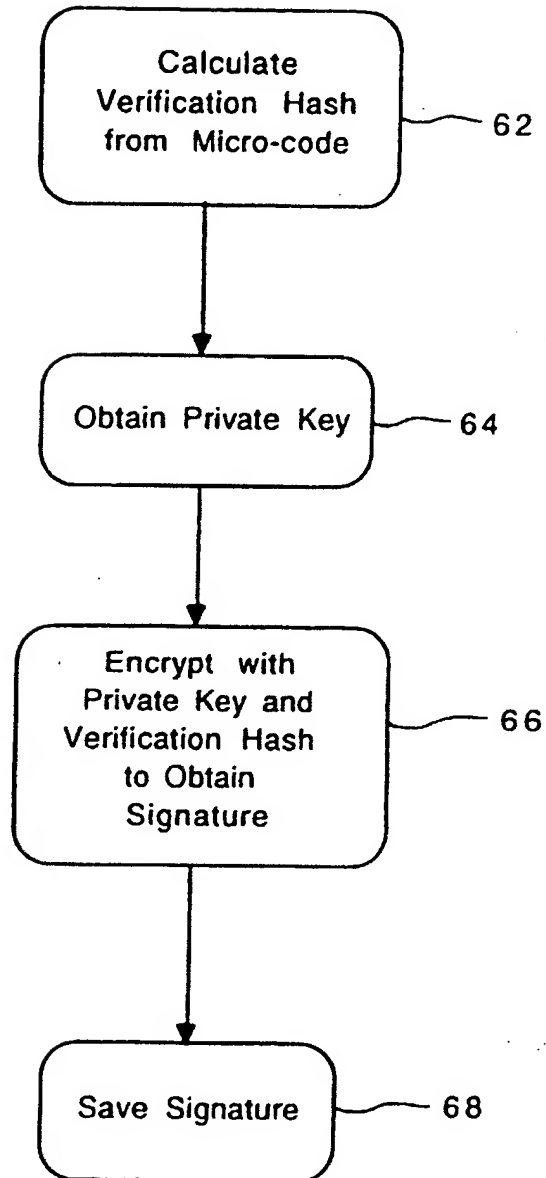 Calculate
Verification Hash
from Micro-code
62
Obtain Private Key
64
Encrypt with
Private Key and
Verification Hash
to Obtain
Signature
66
Save Signature
68